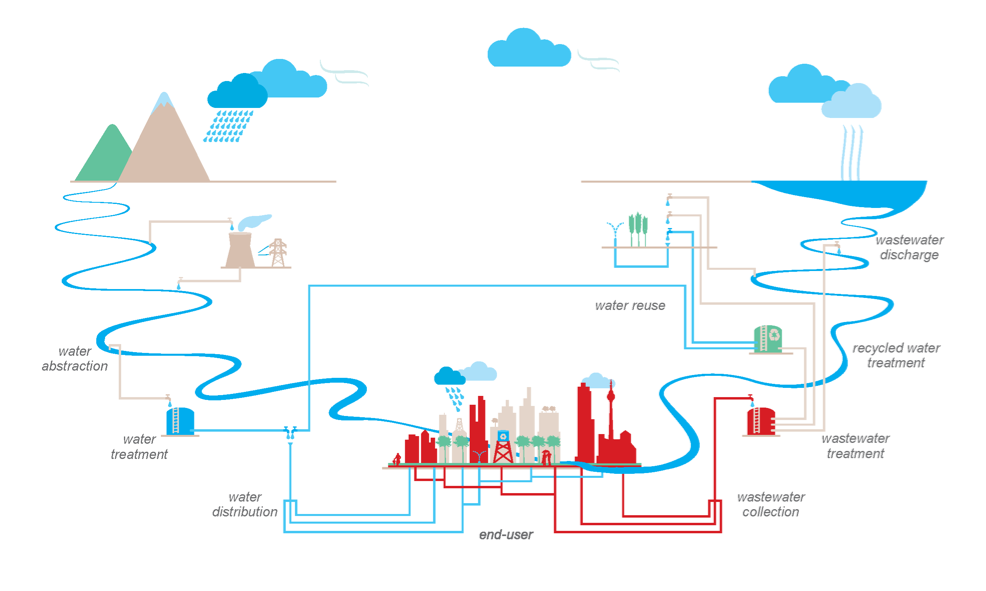 wastewater
discharge
water reuse
water
abstraction
recycled water
treatment
water
treatment
wastewater
treatment
water
distribution
wastewater
collection
end-user